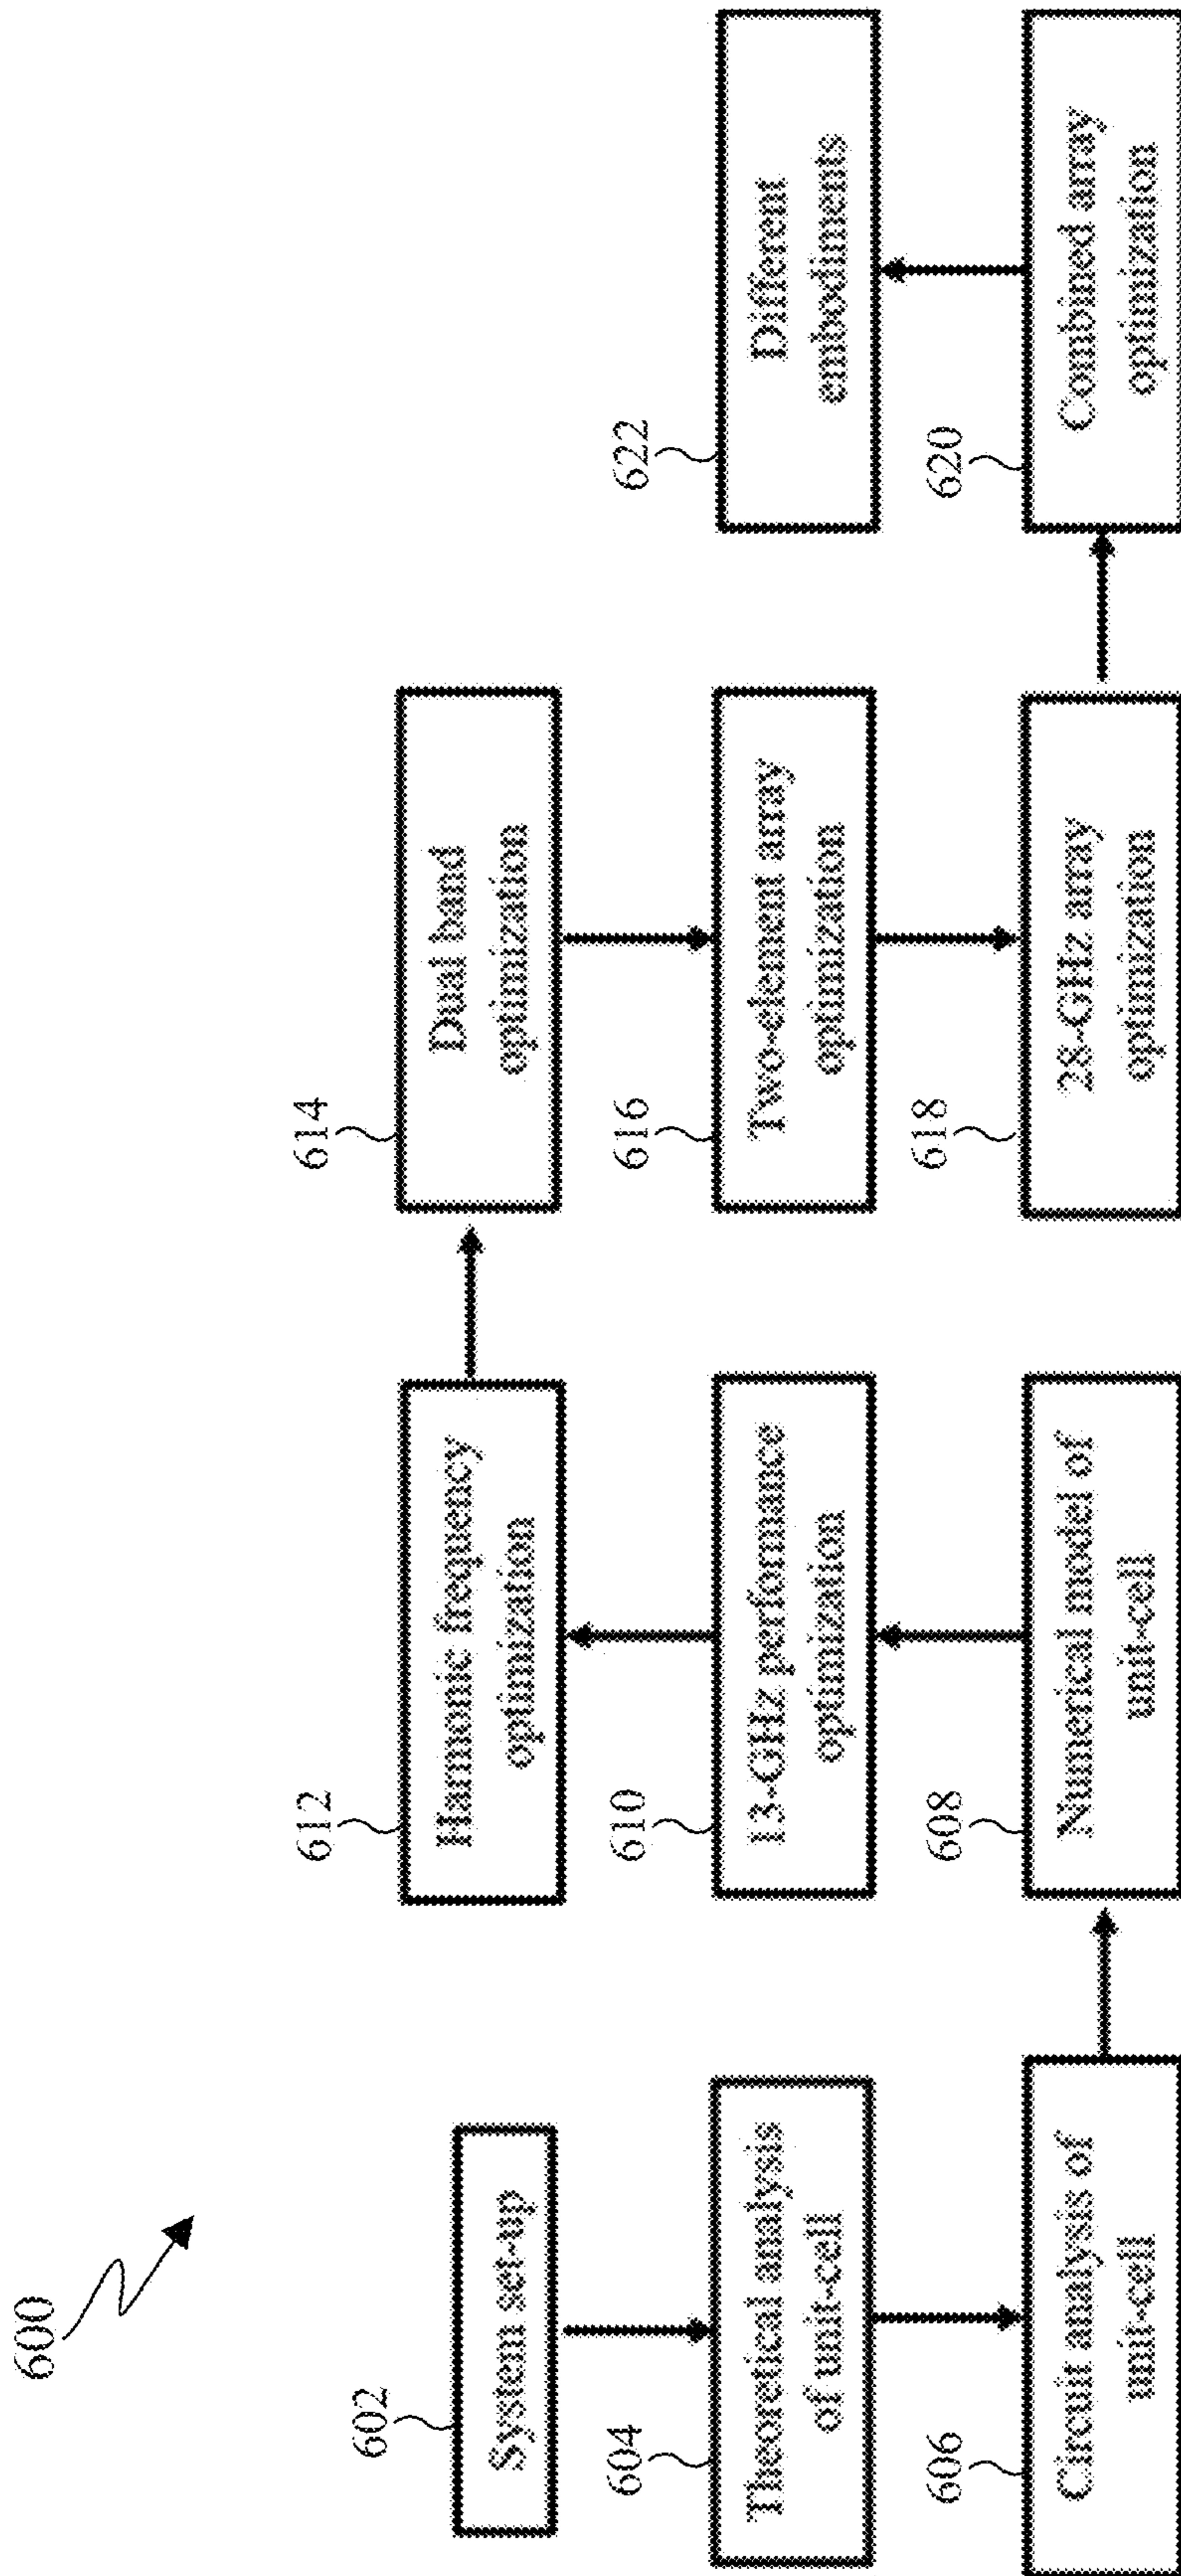 600
602
System set-up
604
Theoretical analysis
of unit-cell
606
Circuit analysis of
unit-cell
608
Numerical model of
unit-cell
610
13-GHz performance
optimization
612
Harmonic frequency
optimization
614
Dual band
optimization
616
Two-element array
optimization
618
28-GHz array
optimization
620
Combined array
optimization
622
Different
embodiments